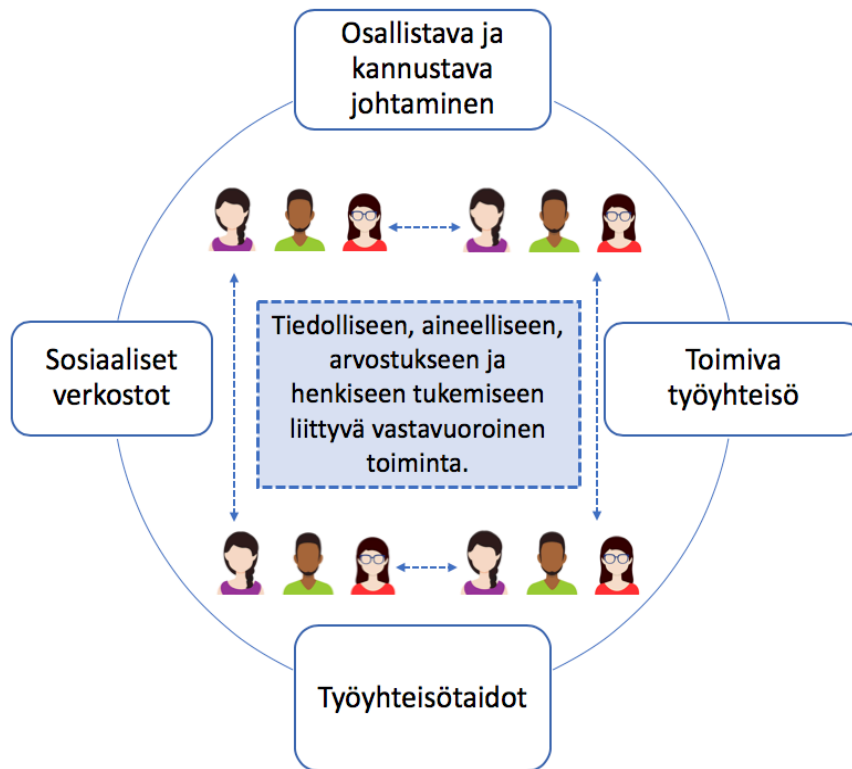 Osallistava ja
kannustava
johtaminen
Sosiaaliset
verkostot
Tiedolliseen, aineelliseen,
arvostukseen ja
henkiseen tukemiseen
liittyvä vastavuoroinen
toiminta.
Toimiva
työyhteisö
Työyhteisötaidot